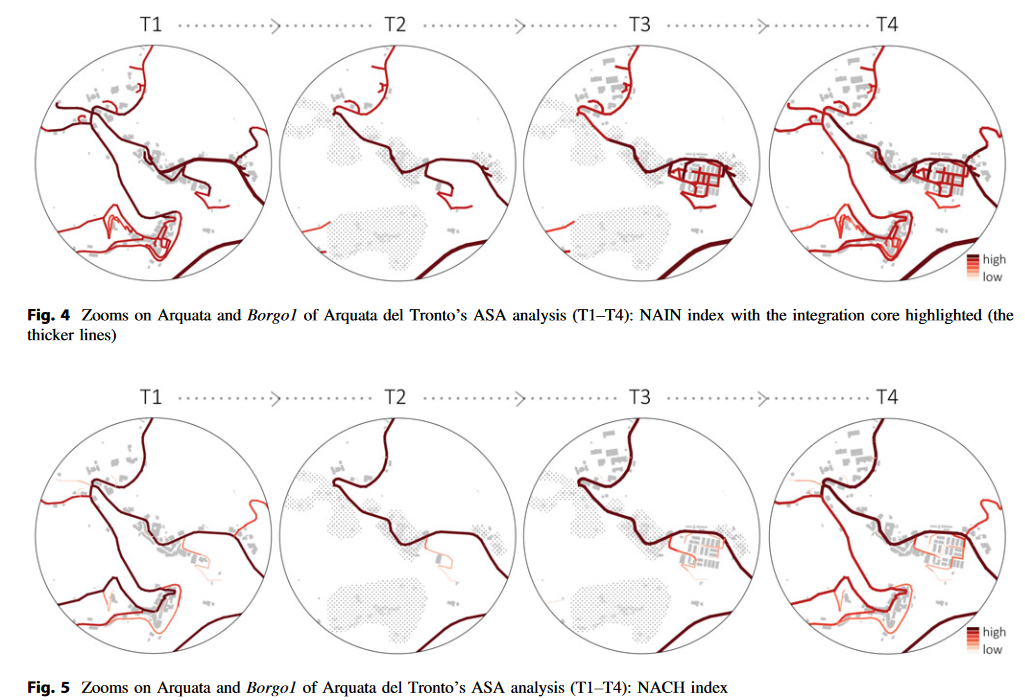 T1 T2 T3 T4
high
low
Fig. 4 Zooms on Arquata and Borgo1 of Arquata del Tronto's ASA analysis (T1–T4): NAIN index with the integration core highlighted (the
thicker lines)
T1 T2 T3 T4
high
low
Fig. 5 Zooms on Arquata and Borgo1 of Arquata del Tronto's ASA analysis (T1–T4): NACH index